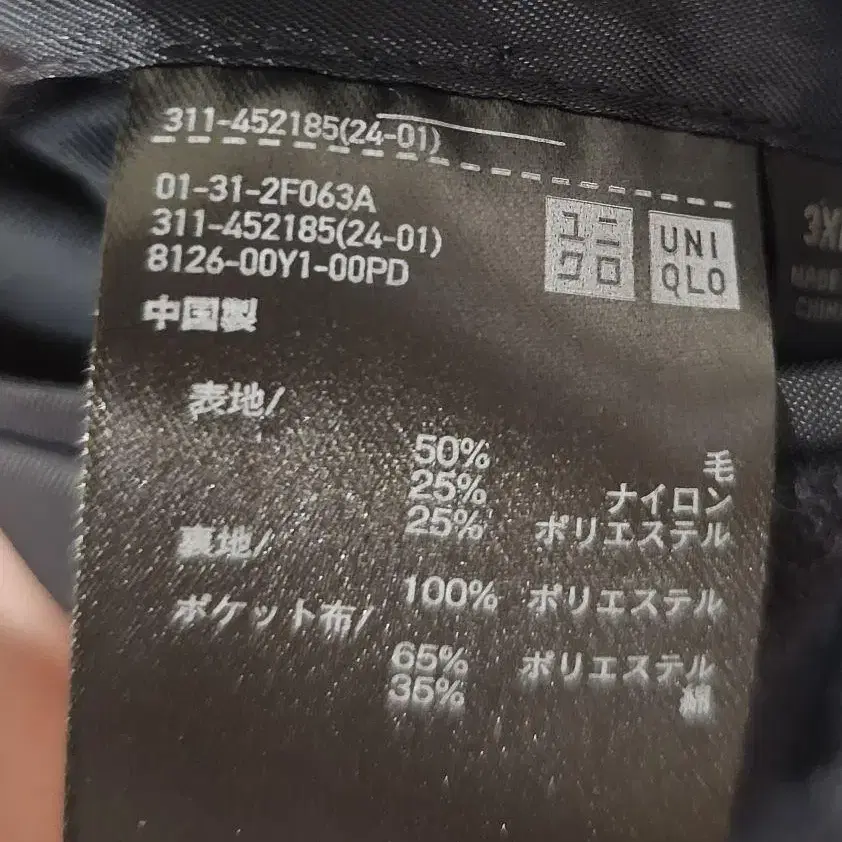 311-452185(24-01)
01-31-2F063A
311-452185(24-01)
8126-00Y1-00PD
中国製
ユニ
クロ
UNI
QLO
表地/
50% 毛
25% ナイロン
25% ポリエステル
裏地/
100% ポリエステル
ポケット布/
65% ポリエステル
35% 綿